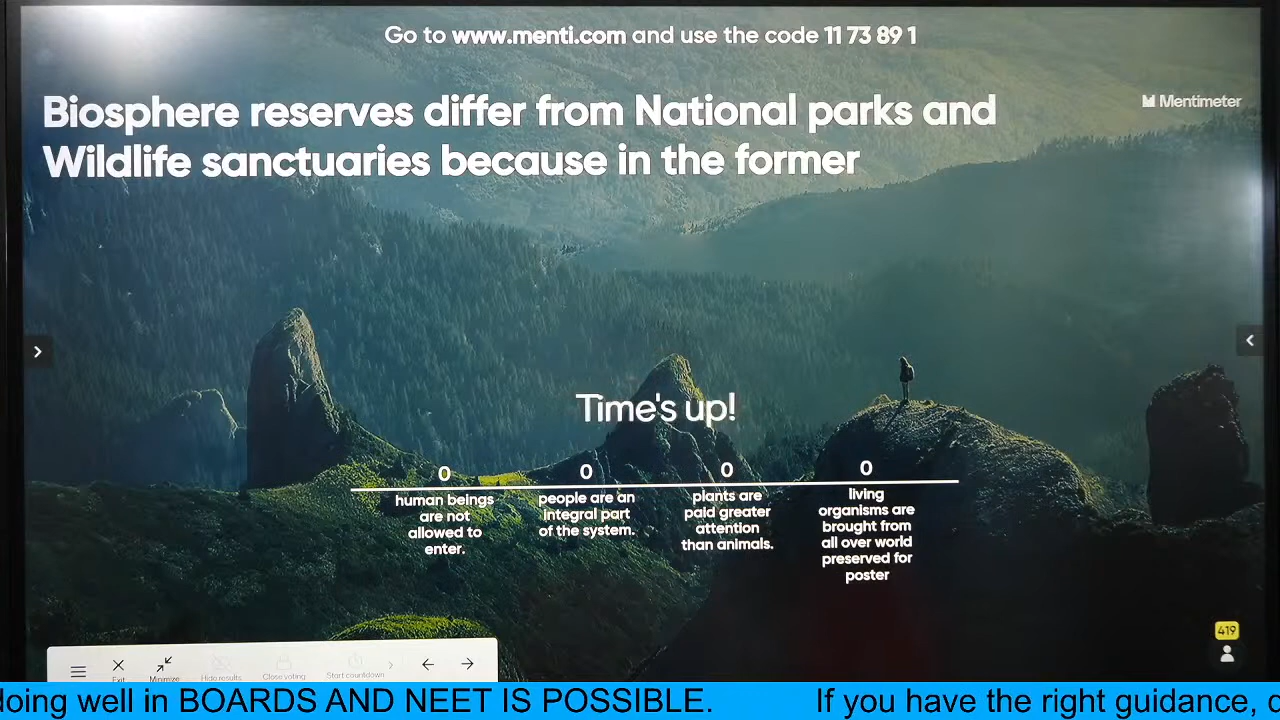 Go to www.menti.com and use the code 11 73 89 1
Biosphere reserves differ from National parks and
Wildlife sanctuaries because in the former
Mentimeter
Time's up!
0
human beings
are not
allowed to
enter.
0
people are an
integral part
of the system.
0
plants are
paid greater
attention
than animals.
0
living
organisms are
brought from
all over world
preserved for
poster
419
Exit
Minimize
Hide results
Close voting
Start countdown
doing well in BOARDS AND NEET IS POSSIBLE.
If you have the right guidance,